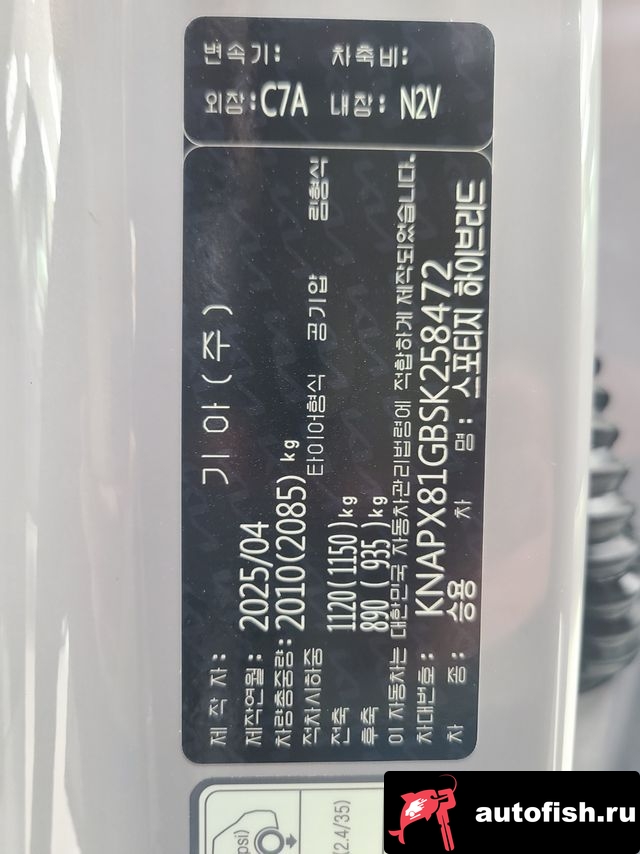 변속기: 차축비:
외장:C7A 내장: N2V
제 작 자: 기 아 ( 주 )
제작연월: 2025/04
차량총중량: 2010(2085) kg
적차시하중 타이어형식 공기압 림형식
전축 1120(1150)kg
후축 890 ( 935)kg
이 자동차는 대한민국 자동차관리법령에 적합하게 제작되었습니다.
차대번호: KNAPX81GBSK258472
차 종: 승용 차 명: 스포티지 하이브리드
psi)
(2.4/35)
autofish.ru